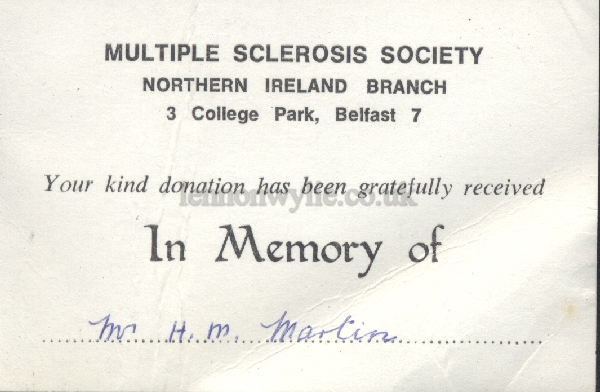 MULTIPLE SCLEROSIS SOCIETY
NORTHERN IRELAND BRANCH
3 College Park, Belfast 7
Your kind donation has been gratefully received
lennonwylie.co.uk
In Memory of
Mr H. M. Martin